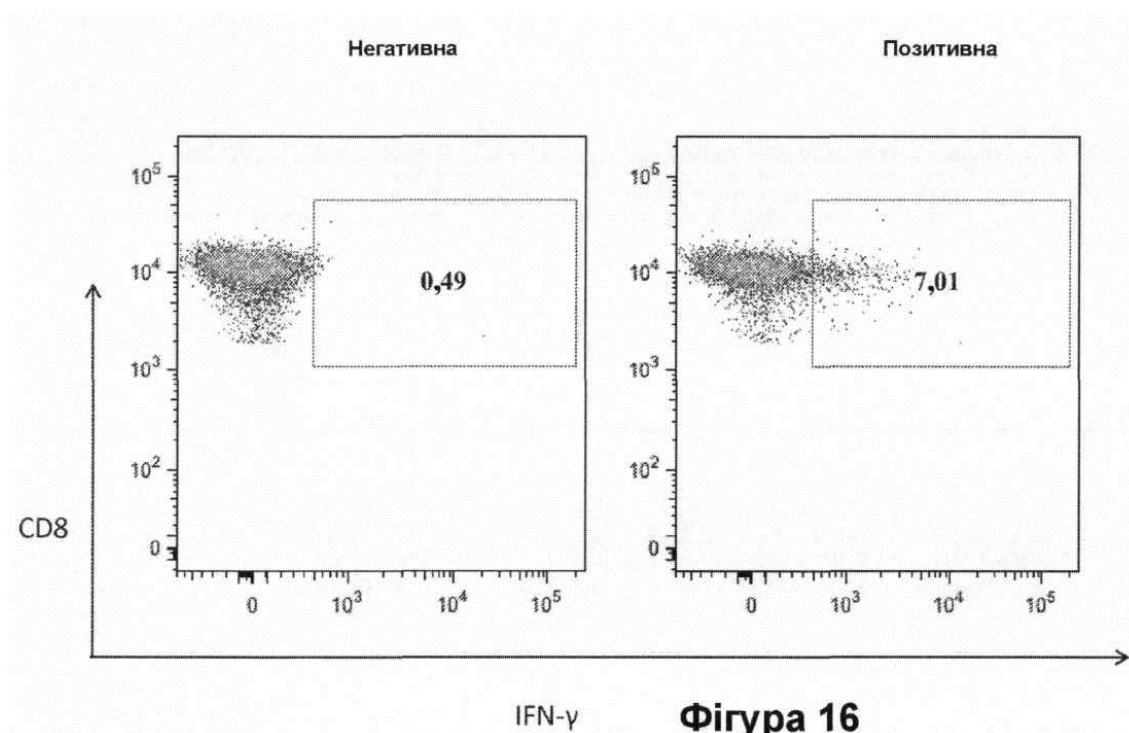 Негативна Позитивна
10⁵ 10⁵
10⁴ 0,49 10⁴ 7,01
10³ 10³
10² 10²
CD8
0 0
0 10³ 10⁴ 10⁵ 0 10³ 10⁴ 10⁵
IFN-γ Фігура 16